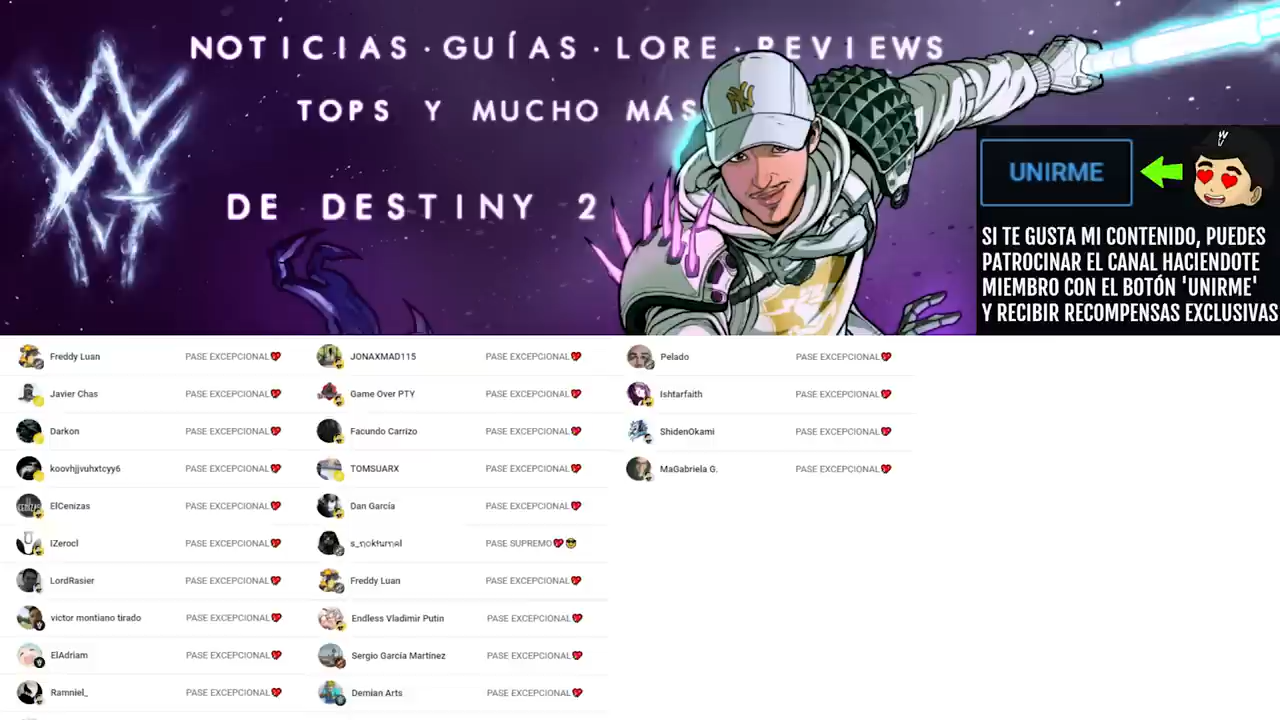 NOTICIAS · GUÍAS · LORE · REVIEWS
TOPS Y MUCHO MÁS
DE DESTINY 2
UNIRME
SI TE GUSTA MI CONTENIDO, PUEDES
PATROCINAR EL CANAL HACIENDOTE
MIEMBRO CON EL BOTÓN 'UNIRME'
Y RECIBIR RECOMPENSAS EXCLUSIVAS
Freddy Luan PASE EXCEPCIONAL
Javier Chas PASE EXCEPCIONAL
Darkon PASE EXCEPCIONAL
koovhjjvuhxtcyy6 PASE EXCEPCIONAL
ElCenizas PASE EXCEPCIONAL
IZerocl PASE EXCEPCIONAL
LordRasier PASE EXCEPCIONAL
victor montiano tirado PASE EXCEPCIONAL
ElAdriam PASE EXCEPCIONAL
Ramniel_ PASE EXCEPCIONAL
JONAXMAD115 PASE EXCEPCIONAL
Game Over PTY PASE EXCEPCIONAL
Facundo Carrizo PASE EXCEPCIONAL
TOMSUARX PASE EXCEPCIONAL
Dan García PASE EXCEPCIONAL
PASE SUPREMO
Freddy Luan PASE EXCEPCIONAL
Endless Vladimir Putin PASE EXCEPCIONAL
Sergio García Martínez PASE EXCEPCIONAL
Demian Arts PASE EXCEPCIONAL
Pelado PASE EXCEPCIONAL
Ishtarfaith PASE EXCEPCIONAL
ShidenOkami PASE EXCEPCIONAL
MaGabriela G. PASE EXCEPCIONAL